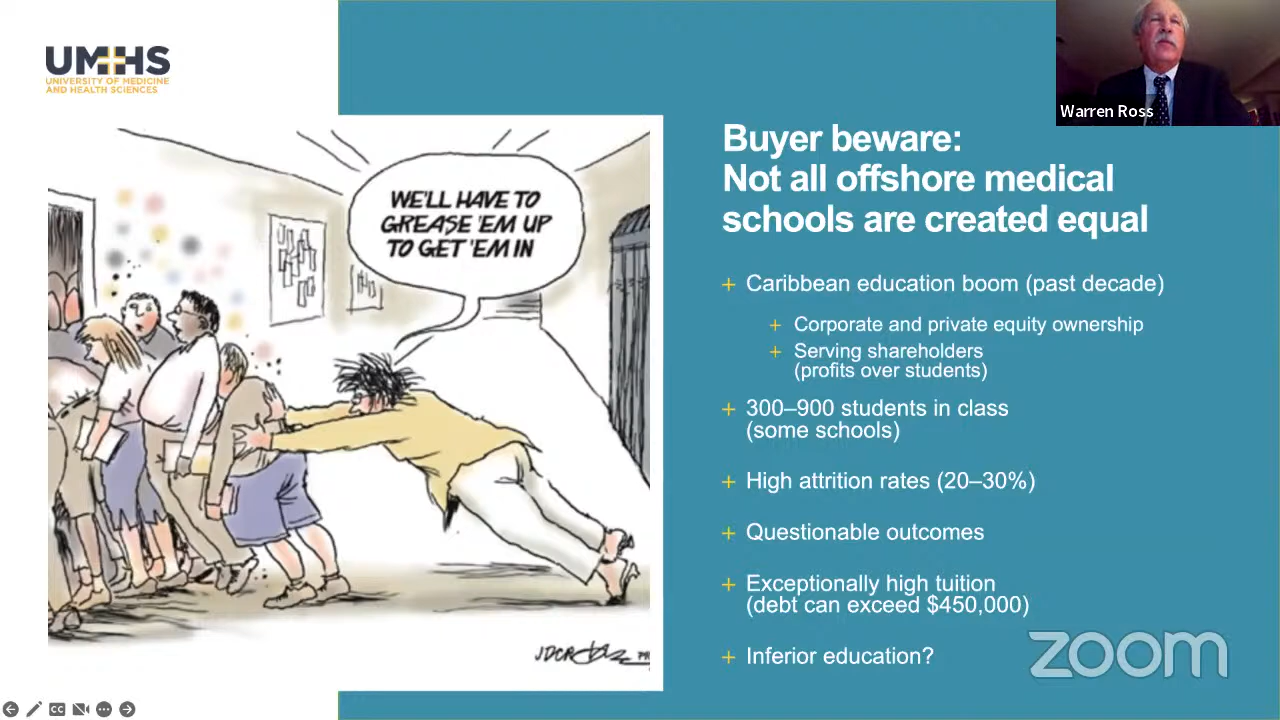 UMHS
UNIVERSITY OF MEDICINE
AND HEALTH SCIENCES
WE'LL HAVE TO
GREASE 'EM UP
TO GET 'EM IN
Warren Ross
Buyer beware:
Not all offshore medical
schools are created equal
+ Caribbean education boom (past decade)
+ Corporate and private equity ownership
+ Serving shareholders
(profits over students)
+ 300–900 students in class
(some schools)
+ High attrition rates (20–30%)
+ Questionable outcomes
+ Exceptionally high tuition
(debt can exceed $450,000)
+ Inferior education?
zoom
CC